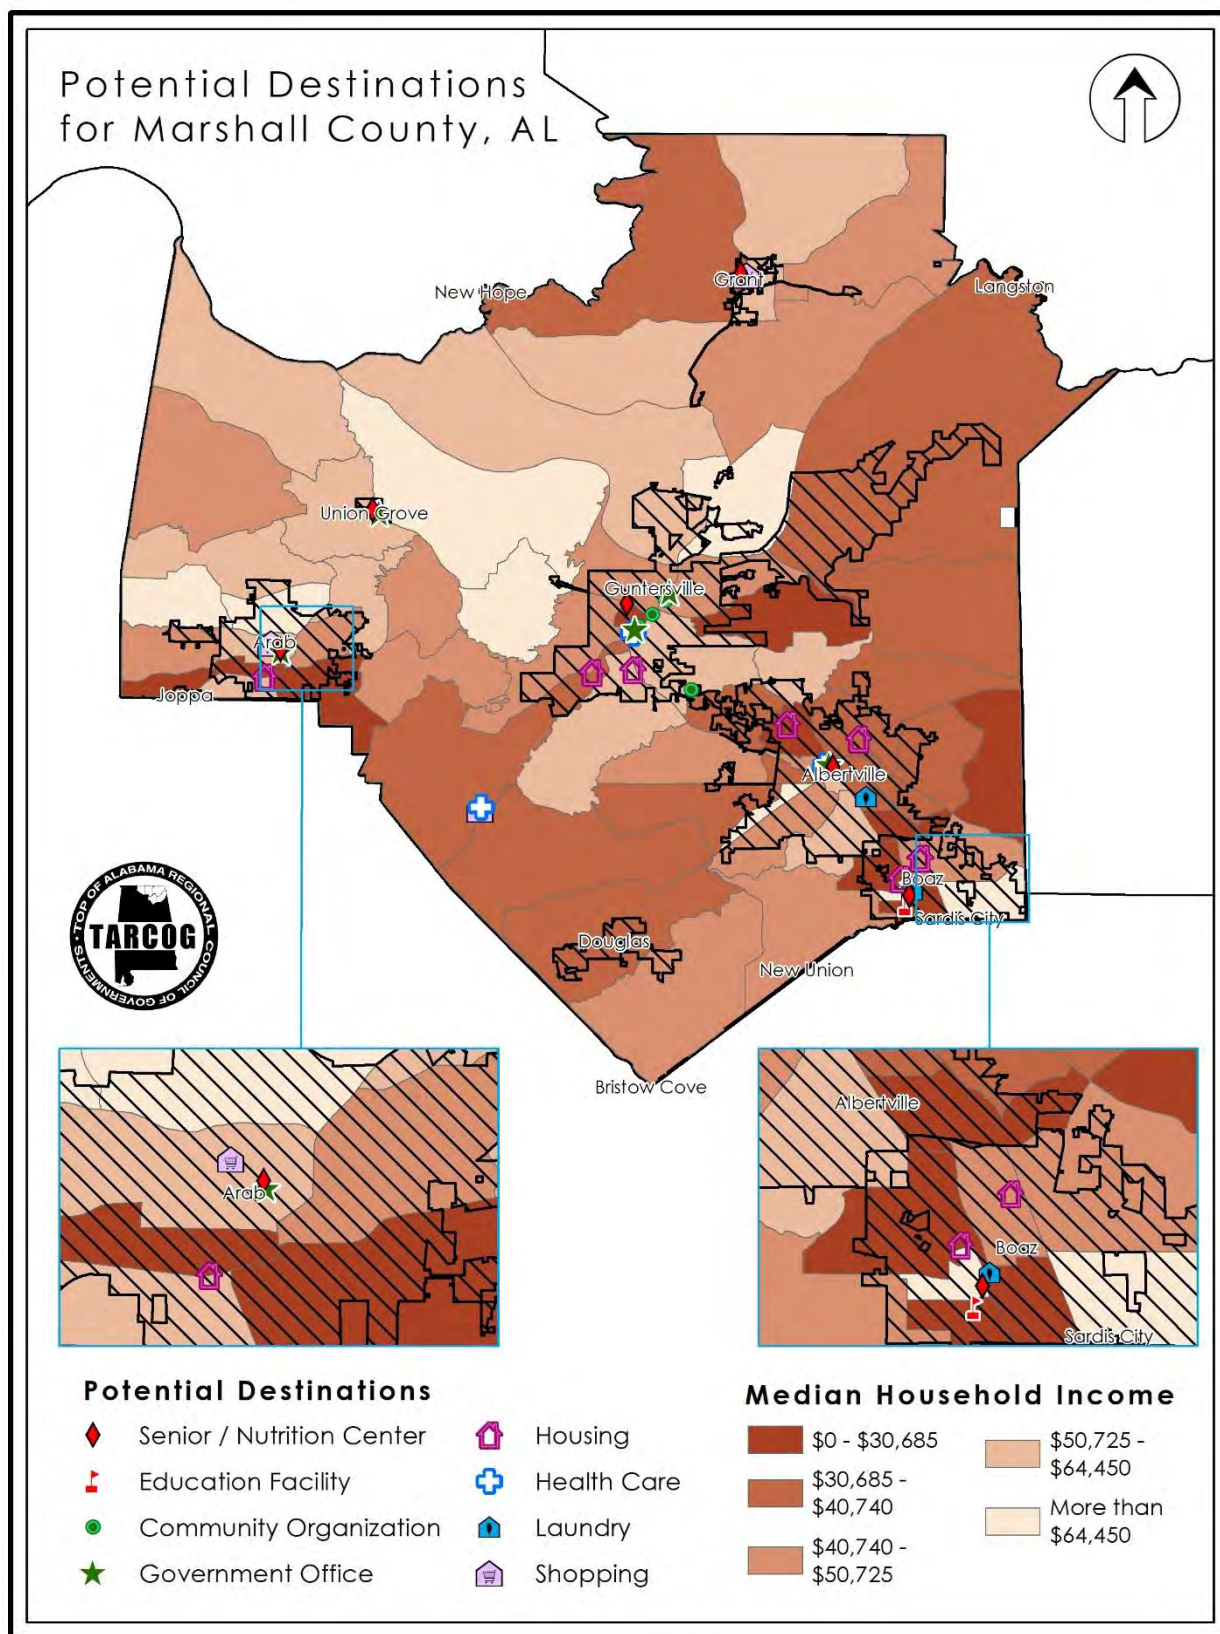 Potential Destinations
for Marshall County, AL
New Hope
Grant
Langston
Union Grove
Guntersville
Arab
Joppa
Albertville
Boaz
Sardis City
Douglas
New Union
Bristow Cove
TOP OF ALABAMA REGIONAL COUNCIL OF GOVERNMENTS
TARCOG
Arab
Albertville
Boaz
Sardis City
Potential Destinations
Senior / Nutrition Center
Education Facility
Community Organization
Government Office
Housing
Health Care
Laundry
Shopping
Median Household Income
$0 - $30,685
$30,685 -
$40,740
$40,740 -
$50,725
$50,725 -
$64,450
More than
$64,450